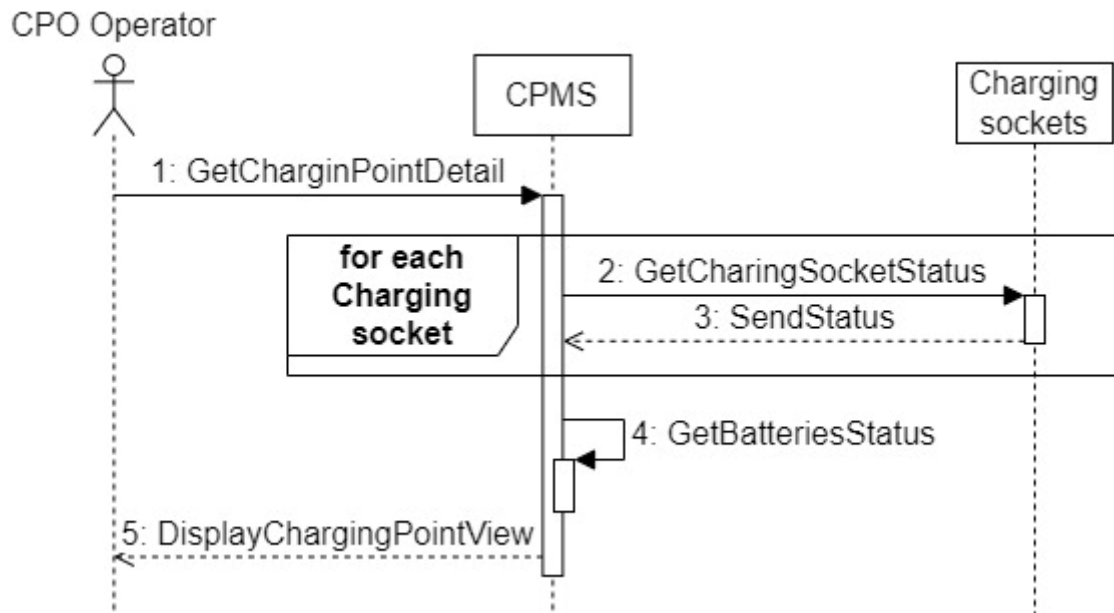 CPO Operator
CPMS
Charging
sockets
1: GetCharginPointDetail
for each
Charging
socket
2: GetCharingSocketStatus
3: SendStatus
4: GetBatteriesStatus
5: DisplayChargingPointView